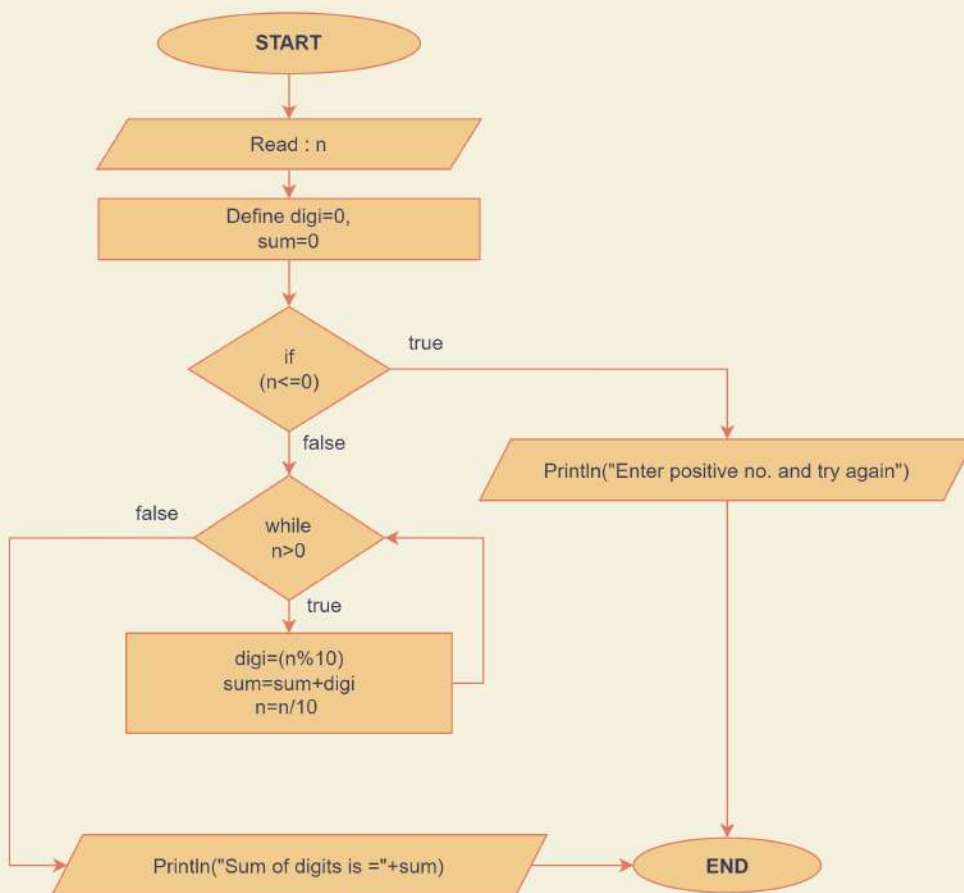 START
Read : n
Define digi=0,
sum=0
if
(n<=0)
true
false
Println("Enter positive no. and try again")
false
while
n>0
true
digi=(n%10)
sum=sum+digi
n=n/10
Println("Sum of digits is ="+sum)
END